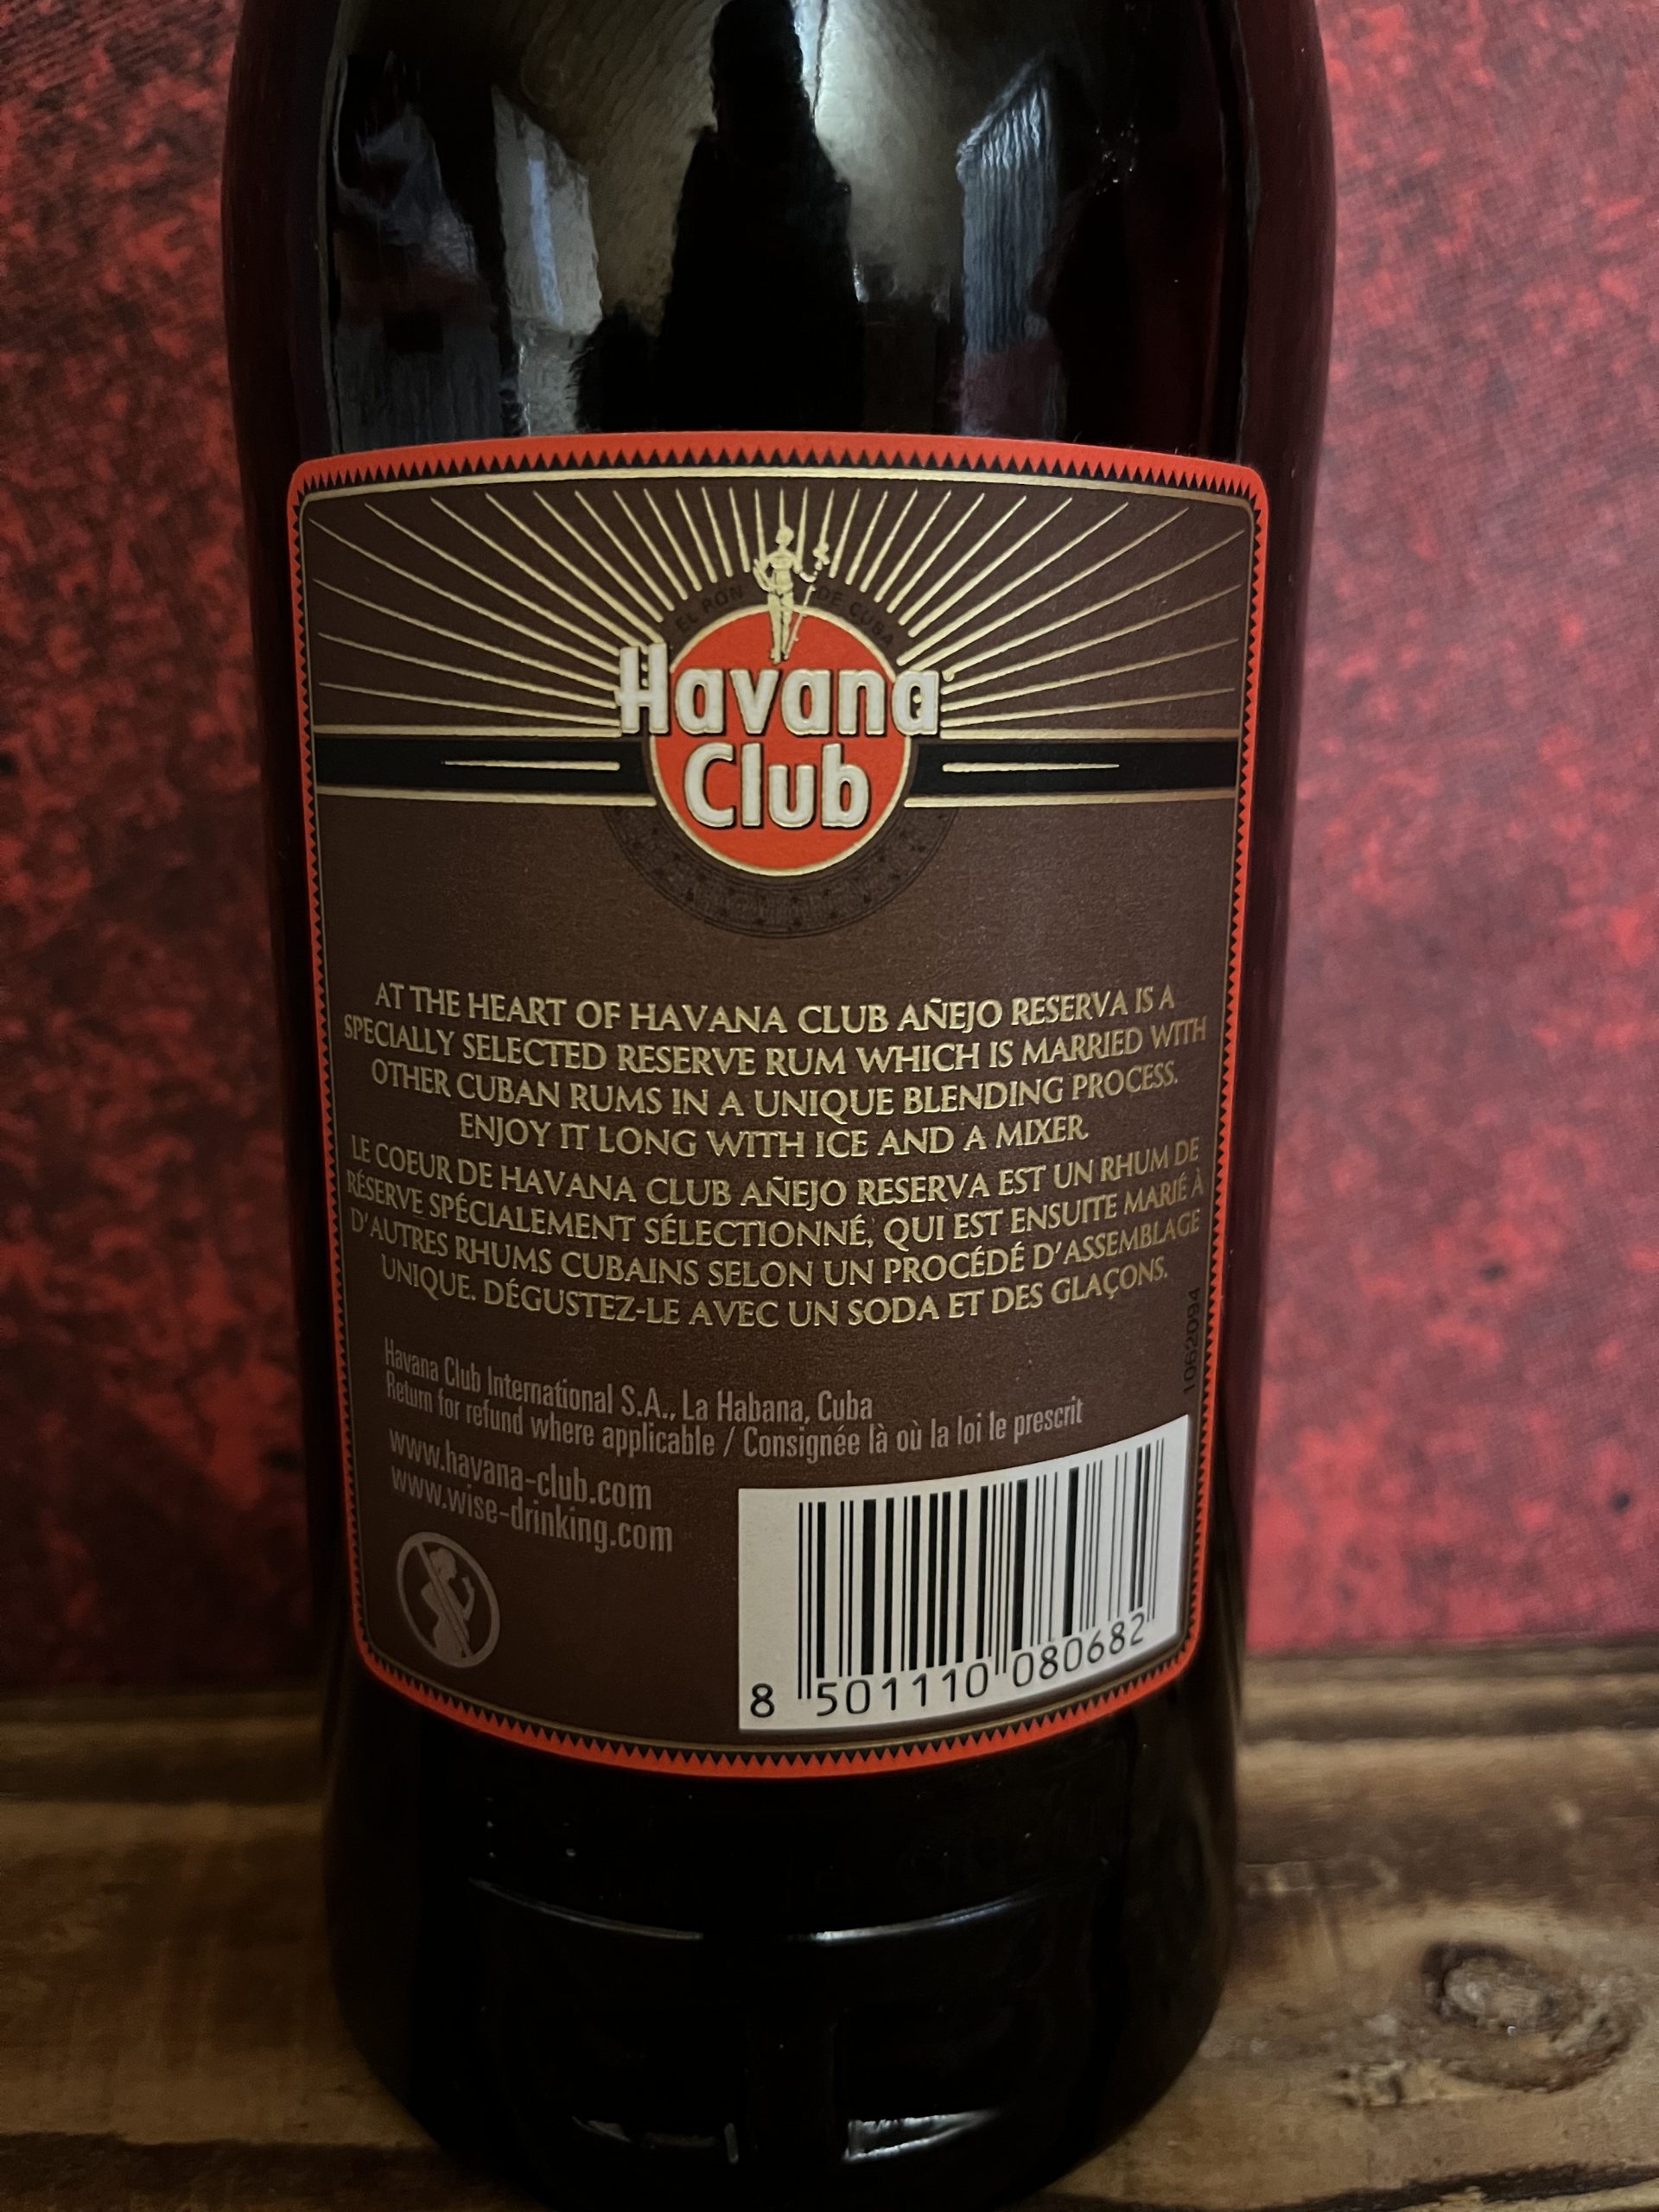 EL RON DE CUBA
Havana
Club
AT THE HEART OF HAVANA CLUB AÑEJO RESERVA IS A
SPECIALLY SELECTED RESERVE RUM WHICH IS MARRIED WITH
OTHER CUBAN RUMS IN A UNIQUE BLENDING PROCESS.
ENJOY IT LONG WITH ICE AND A MIXER.
LE COEUR DE HAVANA CLUB AÑEJO RESERVA EST UN RHUM DE
RÉSERVE SPÉCIALEMENT SÉLECTIONNÉ, QUI EST ENSUITE MARIÉ À
D'AUTRES RHUMS CUBAINS SELON UN PROCÉDÉ D'ASSEMBLAGE
UNIQUE. DÉGUSTEZ-LE AVEC UN SODA ET DES GLAÇONS.
1062094
Havana Club International S.A., La Habana, Cuba
Return for refund where applicable / Consignée là où la loi le prescrit
www.havana-club.com
www.wise-drinking.com
8 501110 080682